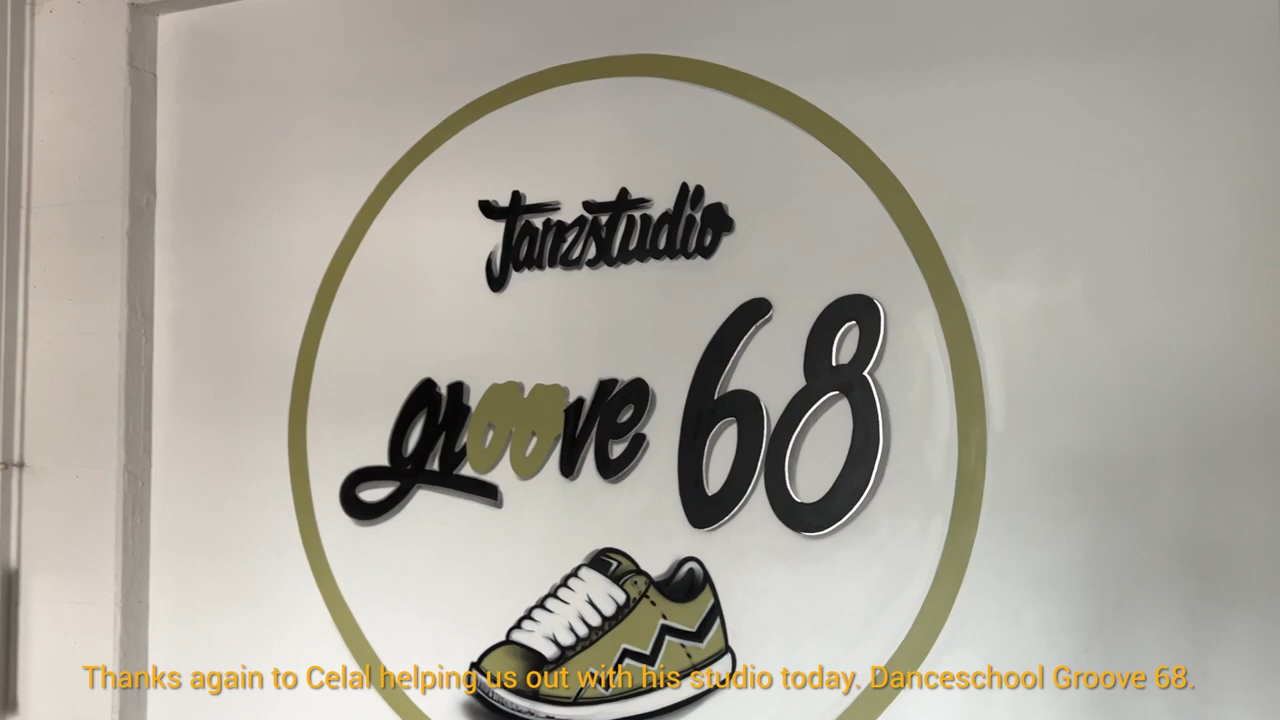 Tanzstudio
groove 68
Thanks again to Celal helping us out with his studio today. Danceschool Groove 68.